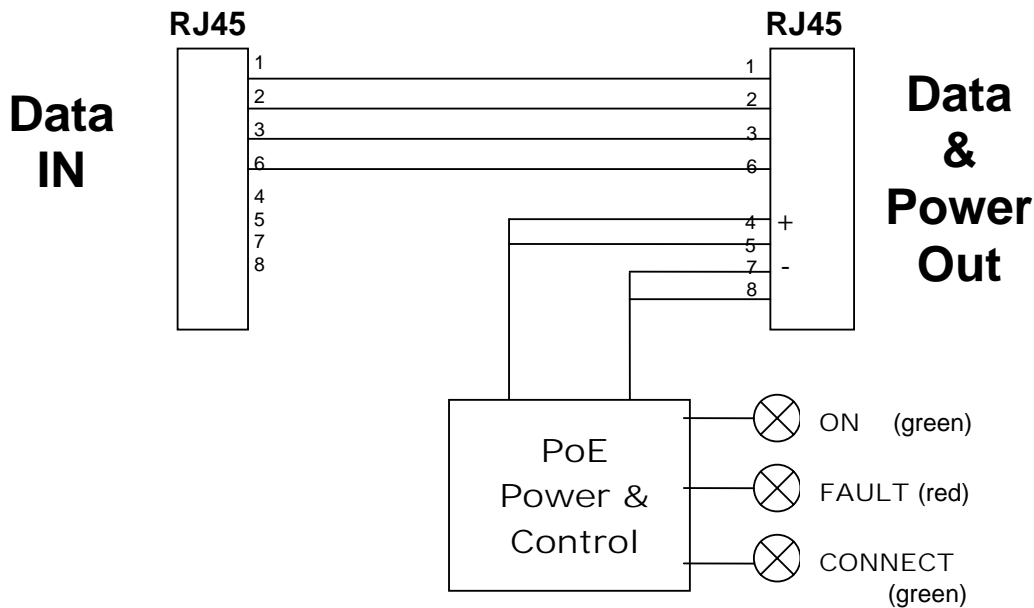 RJ45
RJ45
Data
IN
1
2
3
6
4
5
7
8
1
2
3
6
4 +
5
7 -
8
Data
&
Power
Out
PoE
Power &
Control
ON (green)
FAULT (red)
CONNECT
(green)